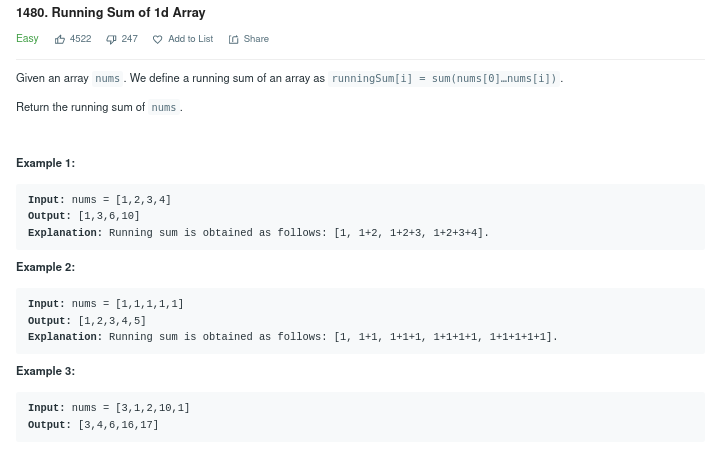 1480. Running Sum of 1d Array
Easy 4522 247 Add to List Share
Given an array nums. We define a running sum of an array as runningSum[i] = sum(nums[0]…nums[i]).
Return the running sum of nums.
Example 1:
Input: nums = [1,2,3,4]
Output: [1,3,6,10]
Explanation: Running sum is obtained as follows: [1, 1+2, 1+2+3, 1+2+3+4].
Example 2:
Input: nums = [1,1,1,1,1]
Output: [1,2,3,4,5]
Explanation: Running sum is obtained as follows: [1, 1+1, 1+1+1, 1+1+1+1, 1+1+1+1+1].
Example 3:
Input: nums = [3,1,2,10,1]
Output: [3,4,6,16,17]